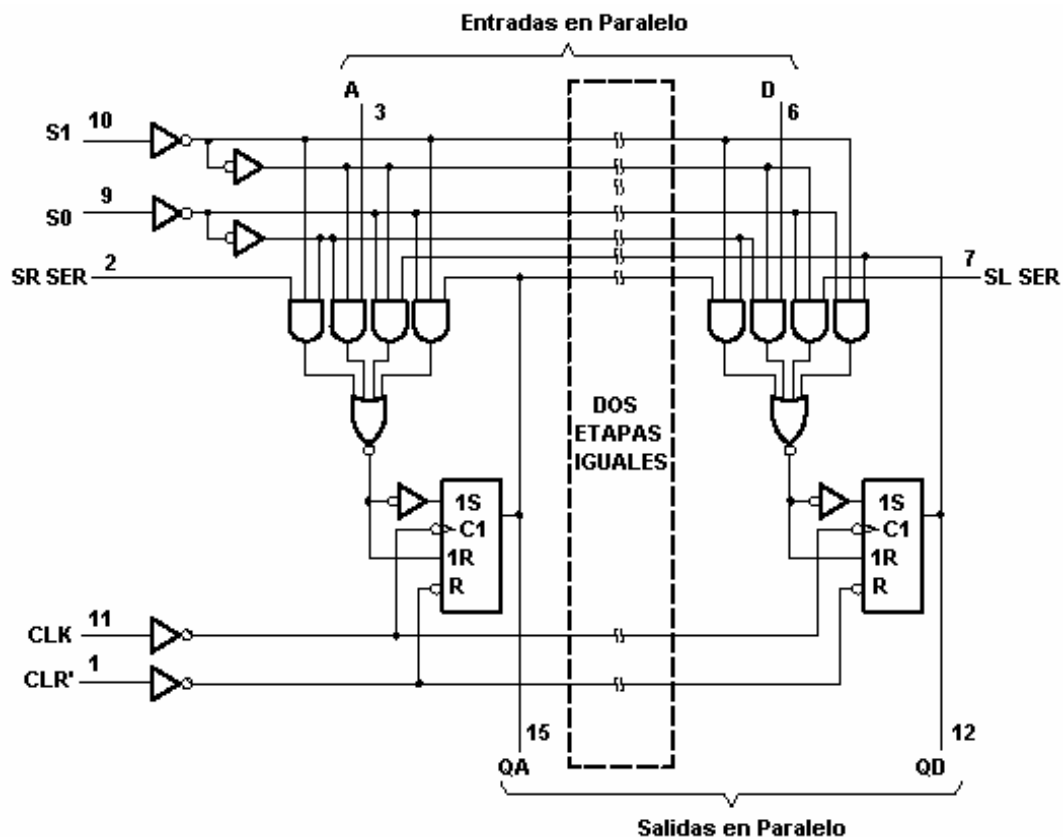 Entradas en Paralelo
A
3
D
6
S1 10
S0 9
SR SER 2
7 SL SER
DOS
ETAPAS
IGUALES
1S
C1
1R
R
1S
C1
1R
R
CLK 11
CLR' 1
15
QA
12
QD
Salidas en Paralelo